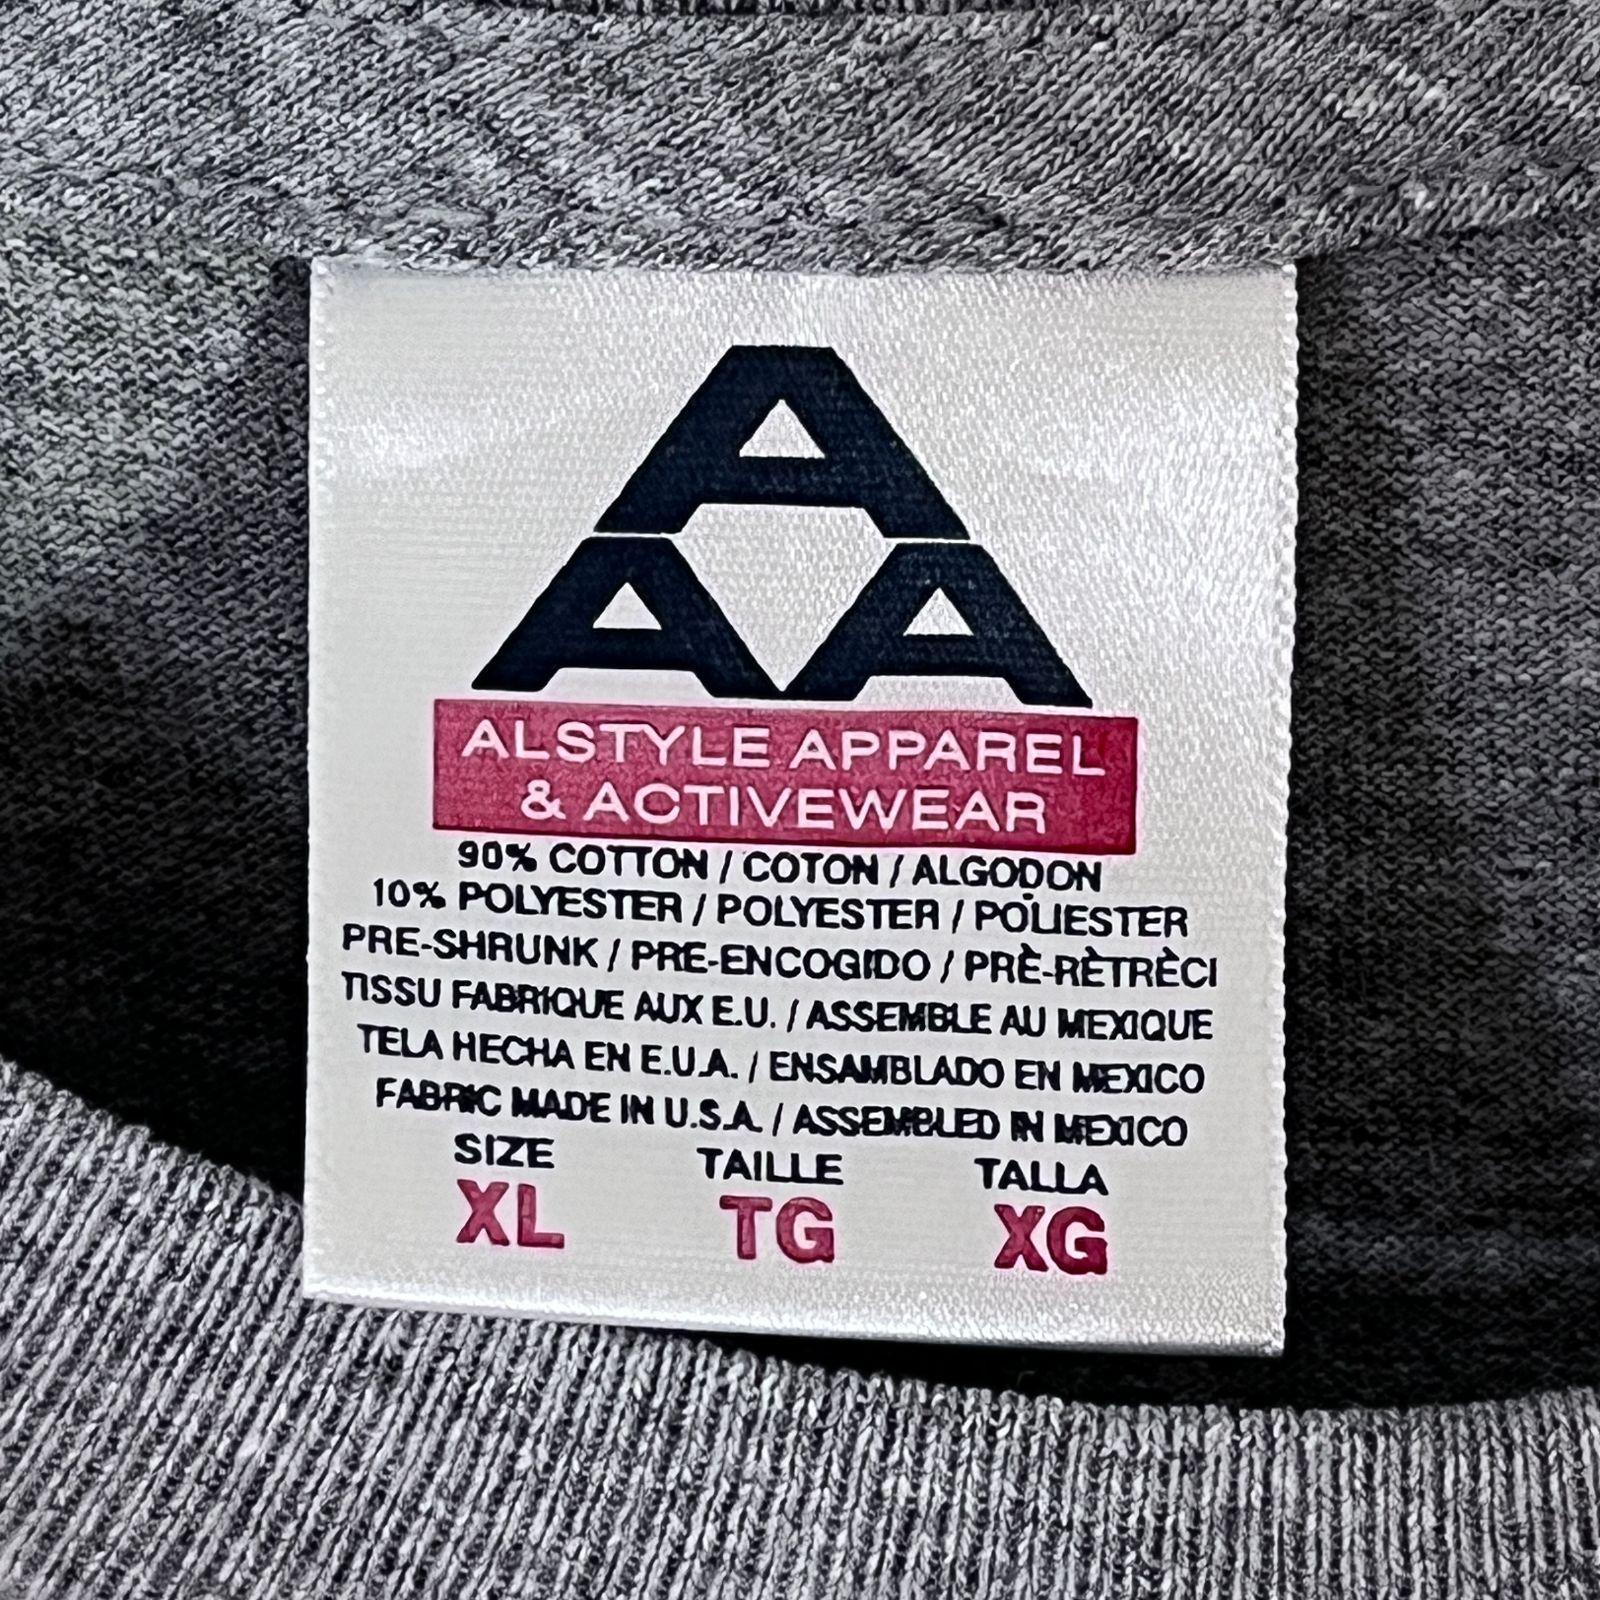 A
AA
ALSTYLE APPAREL
& ACTIVEWEAR
90% COTTON / COTON / ALGODON
10% POLYESTER / POLYESTER / POLIESTER
PRE-SHRUNK / PRE-ENCOGIDO / PRÈ-RÈTRÈCI
TISSU FABRIQUE AUX E.U. / ASSEMBLE AU MEXIQUE
TELA HECHA EN E.U.A. / ENSAMBLADO EN MEXICO
FABRIC MADE IN U.S.A. / ASSEMBLED IN MEXICO
SIZE TAILLE TALLA
XL TG XG